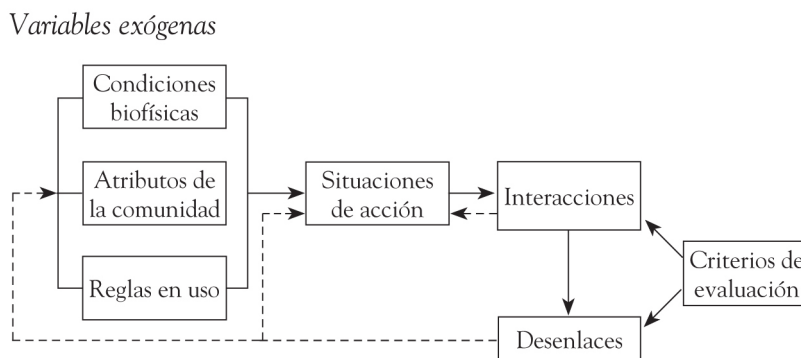 Variables exógenas
Condiciones
biofísicas
Atributos de
la comunidad
Reglas en uso
Situaciones
de acción
Interacciones
Desenlaces
Criterios de
evaluación